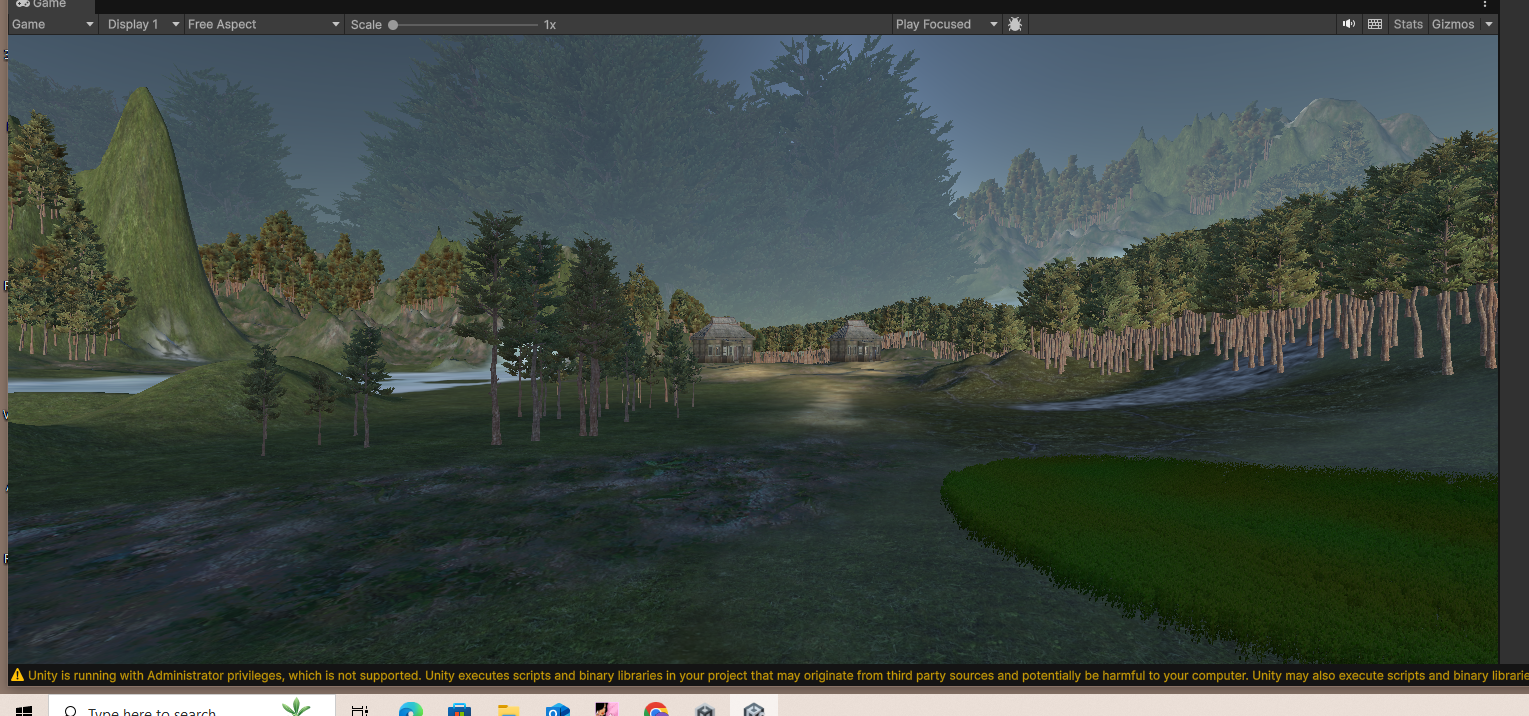 Game
Game Display 1 Free Aspect Scale 1x Play Focused Stats Gizmos
Unity is running with Administrator privileges, which is not supported. Unity executes scripts and binary libraries in your project that may originate from third party sources and potentially be harmful to your computer. Unity may also execute scripts and binary librarie
Type here to search